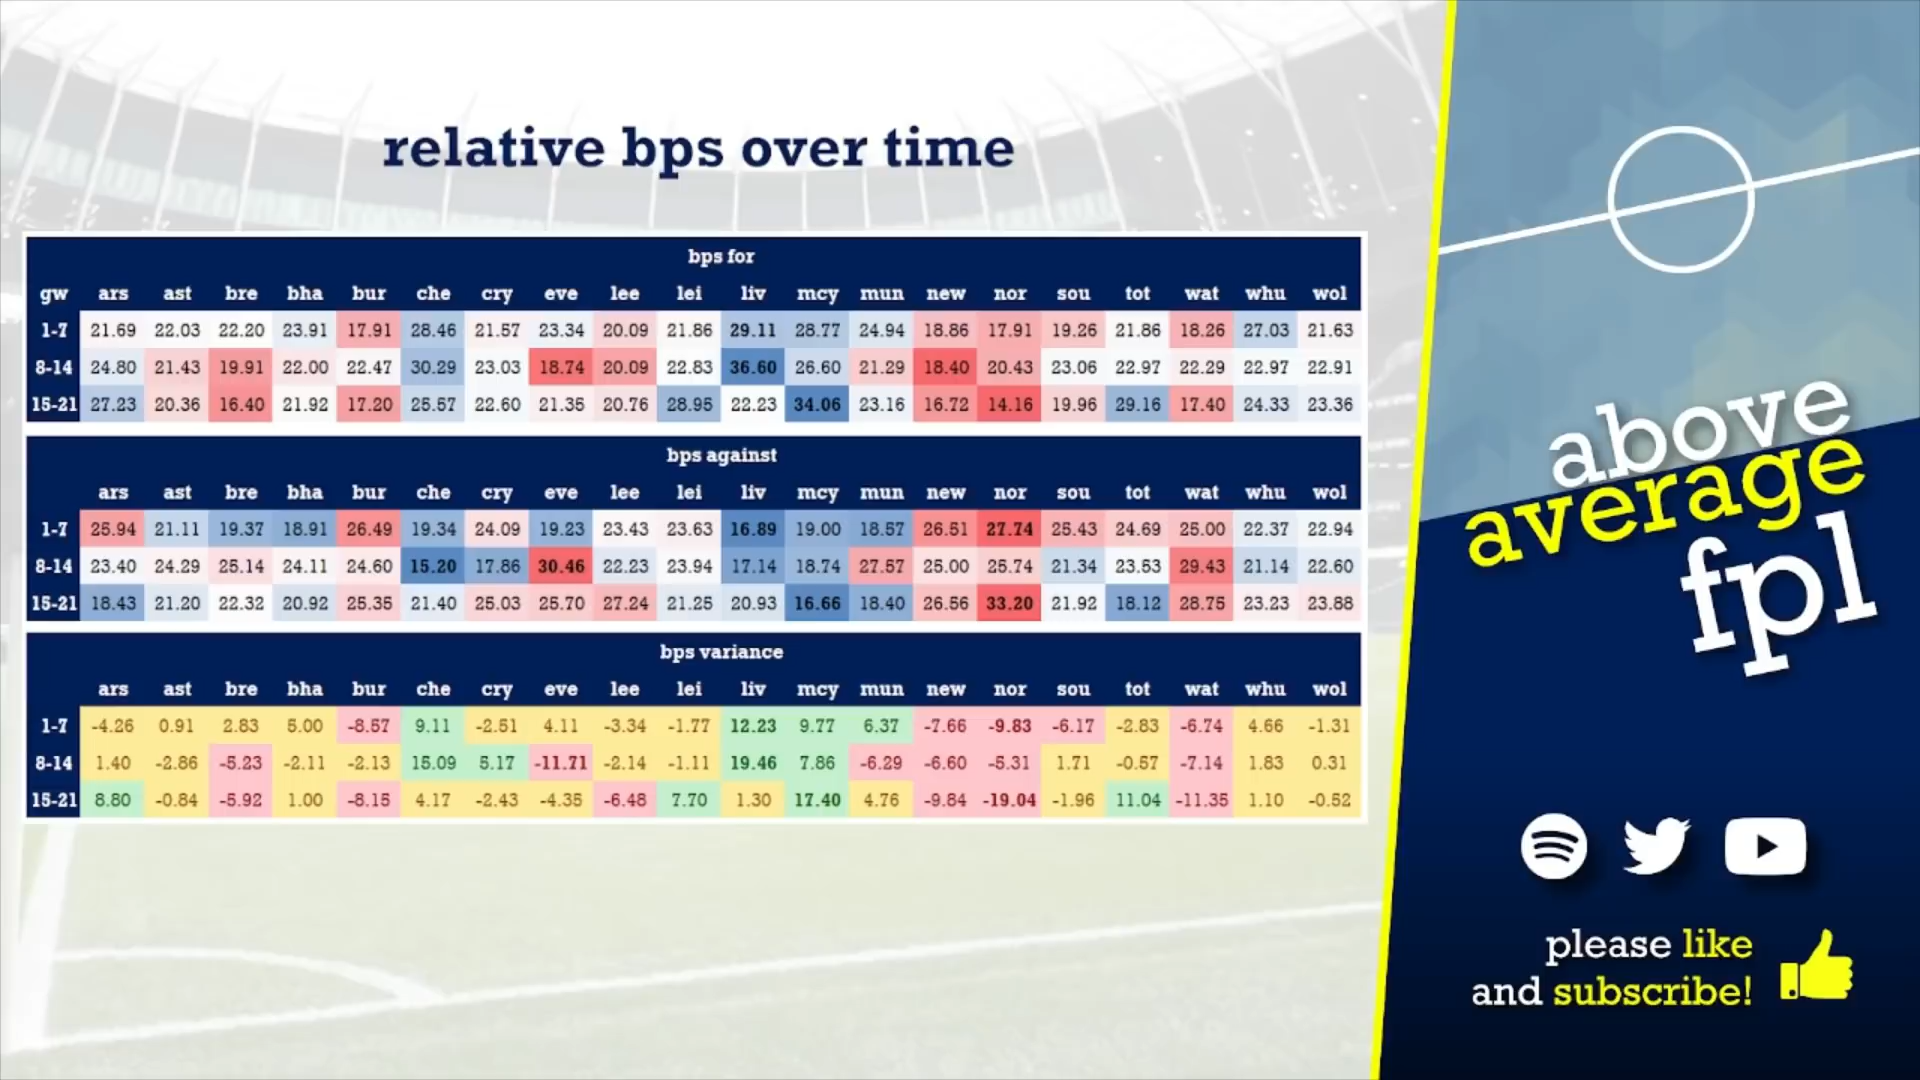 relative bps over time
bps for
gw ars ast bre bha bur che cry eve lee lei liv mcy mun new nor sou tot wat whu wol
1-7 21.69 22.03 22.20 23.91 17.91 28.46 21.57 23.34 20.09 21.86 29.11 28.77 24.94 18.86 17.91 19.26 21.86 18.26 27.03 21.63
8-14 24.80 21.43 19.91 22.00 22.47 30.29 23.03 18.74 20.09 22.83 36.60 26.60 21.29 18.40 20.43 23.06 22.97 22.29 22.97 22.91
15-21 27.23 20.36 16.40 21.92 17.20 25.57 22.60 21.35 20.76 28.95 22.23 34.06 23.16 16.72 14.16 19.96 29.16 17.40 24.33 23.36
bps against
ars ast bre bha bur che cry eve lee lei liv mcy mun new nor sou tot wat whu wol
1-7 25.94 21.11 19.37 18.91 26.49 19.34 24.09 19.23 23.43 23.63 16.89 19.00 18.57 26.51 27.74 25.43 24.69 25.00 22.37 22.94
8-14 23.40 24.29 25.14 24.11 24.60 15.20 17.86 30.46 22.23 23.94 17.14 18.74 27.57 25.00 25.74 21.34 23.53 29.43 21.14 22.60
15-21 18.43 21.20 22.32 20.92 25.35 21.40 25.03 25.70 27.24 21.25 20.93 16.66 18.40 26.56 33.20 21.92 18.12 28.75 23.23 23.88
bps variance
ars ast bre bha bur che cry eve lee lei liv mcy mun new nor sou tot wat whu wol
1-7 -4.26 0.91 2.83 5.00 -8.57 9.11 -2.51 4.11 -3.34 -1.77 12.23 9.77 6.37 -7.66 -9.83 -6.17 -2.83 -6.74 4.66 -1.31
8-14 1.40 -2.86 -5.23 -2.11 -2.13 15.09 5.17 -11.71 -2.14 -1.11 19.46 7.86 -6.29 -6.60 -5.31 1.71 -0.57 -7.14 1.83 0.31
15-21 8.80 -0.84 -5.92 1.00 -8.15 4.17 -2.43 -4.35 -6.48 7.70 1.30 17.40 4.76 -9.84 -19.04 -1.96 11.04 -11.35 1.10 -0.52
above
average
fpl
please like
and subscribe!